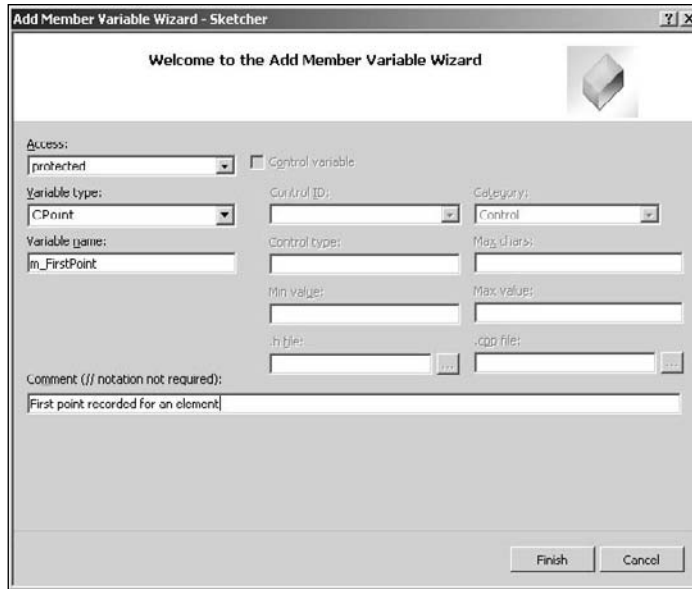 Add Member Variable Wizard - Sketcher
Welcome to the Add Member Variable Wizard
Access:
protected
Control variable
Variable type:
CPoint
Control ID:
Category:
Control
Variable name:
m_FirstPoint
Control type:
Max chars:
Min value:
Max value:
.h file:
...
.cpp file:
...
Comment (// notation not required):
First point recorded for an element
Finish
Cancel